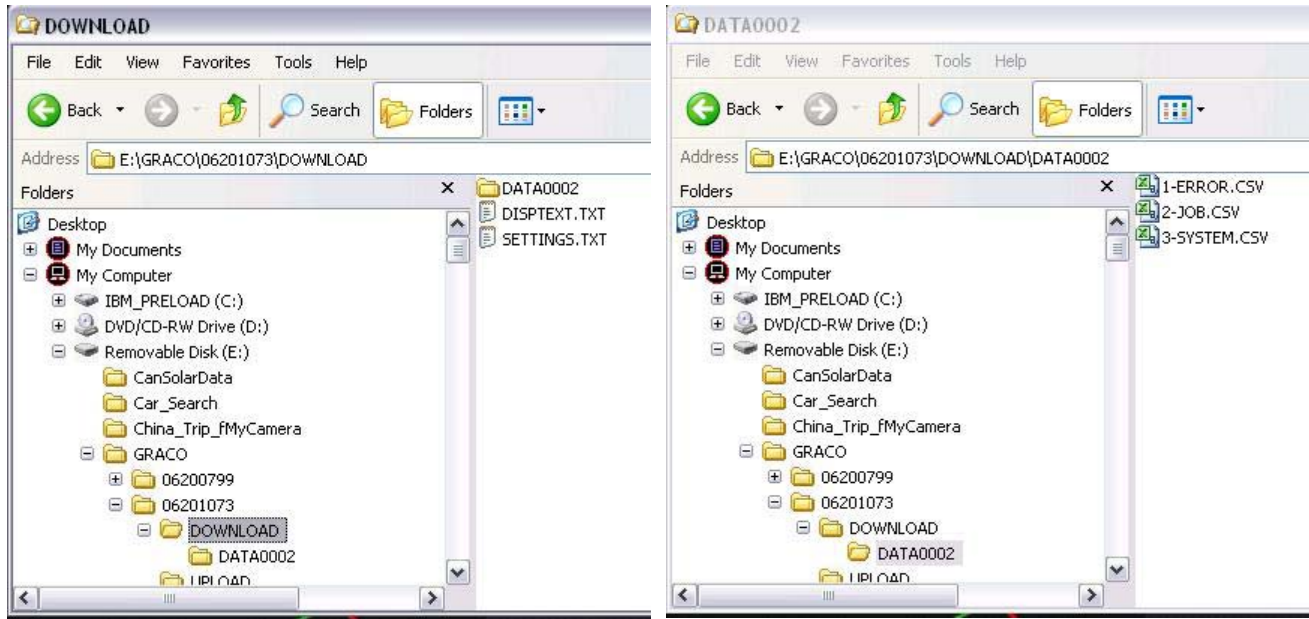 DOWNLOAD
File Edit View Favorites Tools Help
Back Search Folders
Address E:\GRACO\06201073\DOWNLOAD
Folders
Desktop
My Documents
My Computer
IBM_PRELOAD (C:)
DVD/CD-RW Drive (D:)
Removable Disk (E:)
CanSolarData
Car_Search
China_Trip_fMyCamera
GRACO
06200799
06201073
DOWNLOAD
DATA0002
UPLOAD
DATA0002
DISPTEXT.TXT
SETTINGS.TXT
DATA0002
File Edit View Favorites Tools Help
Back Search Folders
Address E:\GRACO\06201073\DOWNLOAD\DATA0002
Folders
Desktop
My Documents
My Computer
IBM_PRELOAD (C:)
DVD/CD-RW Drive (D:)
Removable Disk (E:)
CanSolarData
Car_Search
China_Trip_fMyCamera
GRACO
06200799
06201073
DOWNLOAD
DATA0002
UPLOAD
1-ERROR.CSV
2-JOB.CSV
3-SYSTEM.CSV